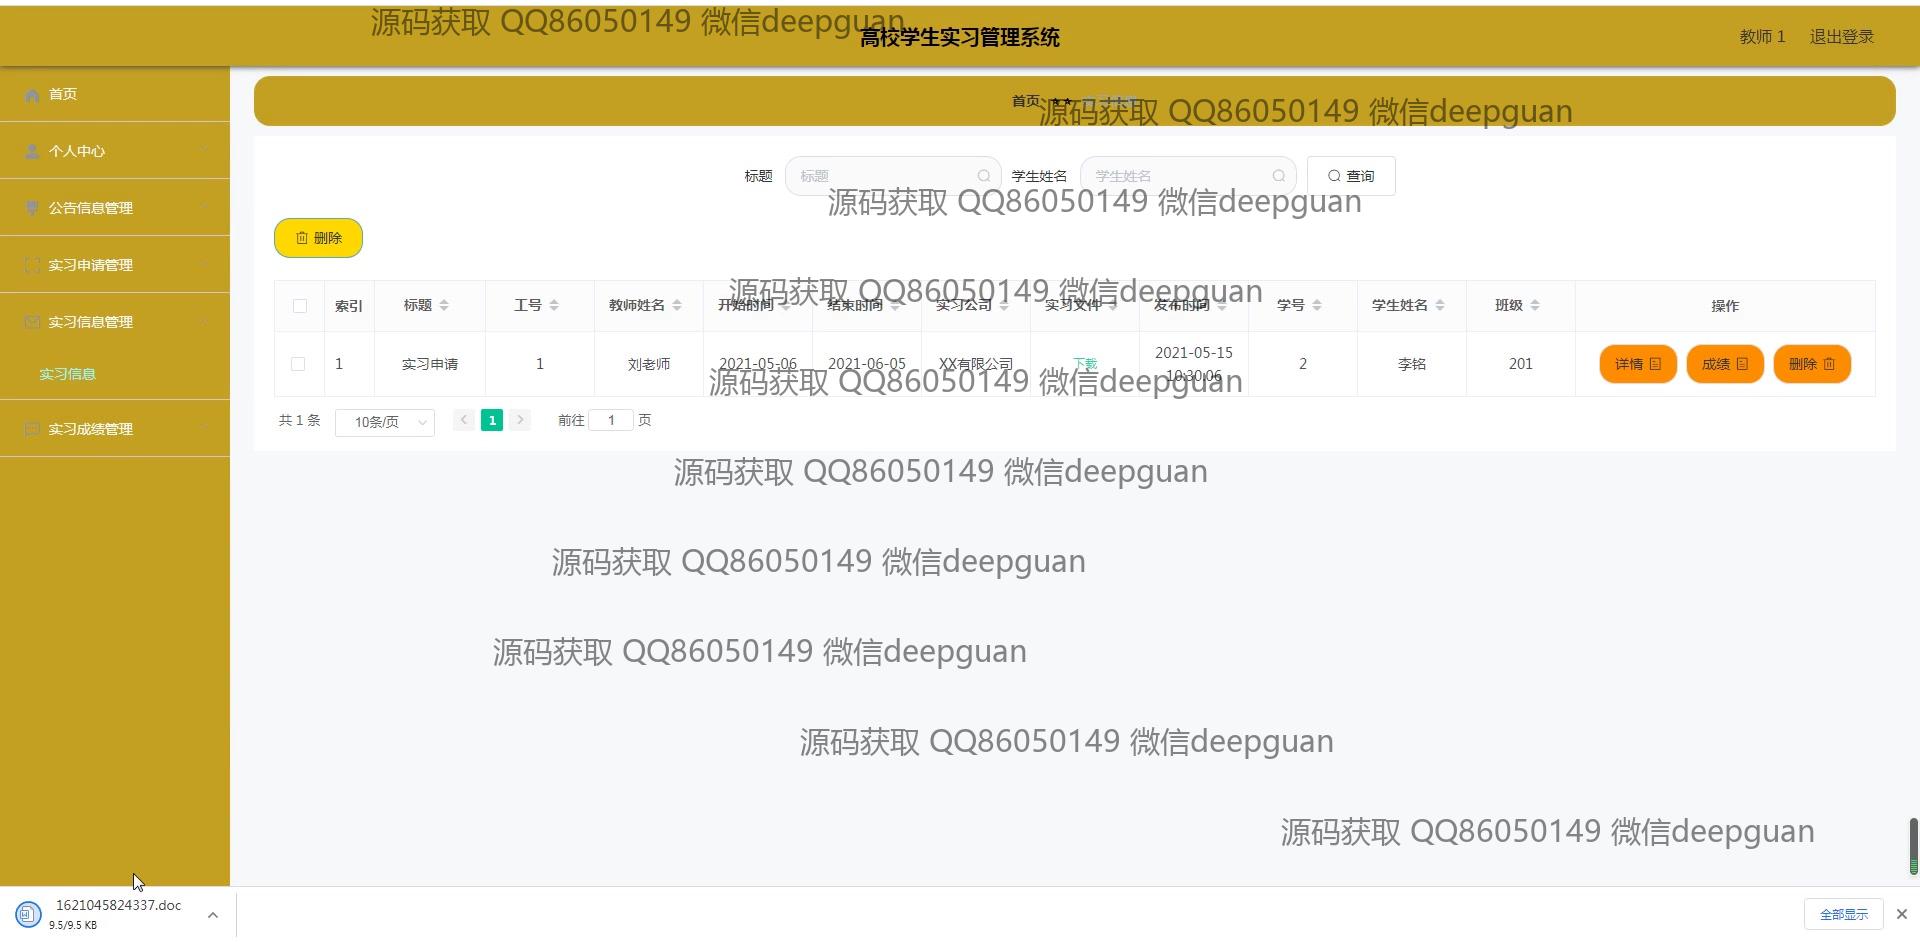 源码获取 QQ86050149 微信deepguan
高校学生实习管理系统
教师 1 退出登录
首页
个人中心
公告信息管理
实习申请管理
实习信息管理
实习信息
实习成绩管理
首页 ★★
源码获取 QQ86050149 微信deepguan
标题 标题 学生姓名 学生姓名 查询
源码获取 QQ86050149 微信deepguan
删除
源码获取 QQ86050149 微信deepguan
索引 标题 工号 教师姓名 开始时间 结束时间 实习公司 实习文件 发布时间 学号 学生姓名 班级 操作
1 实习申请 1 刘老师 2021-05-06 2021-06-05 XX有限公司 下载 2021-05-15 10:30:06 2 李铭 201 详情 成绩 删除
源码获取 QQ86050149 微信deepguan
共 1 条 10条/页 1 前往 1 页
源码获取 QQ86050149 微信deepguan
源码获取 QQ86050149 微信deepguan
源码获取 QQ86050149 微信deepguan
源码获取 QQ86050149 微信deepguan
源码获取 QQ86050149 微信deepguan
1621045824337.doc
9.5/9.5 KB
全部显示